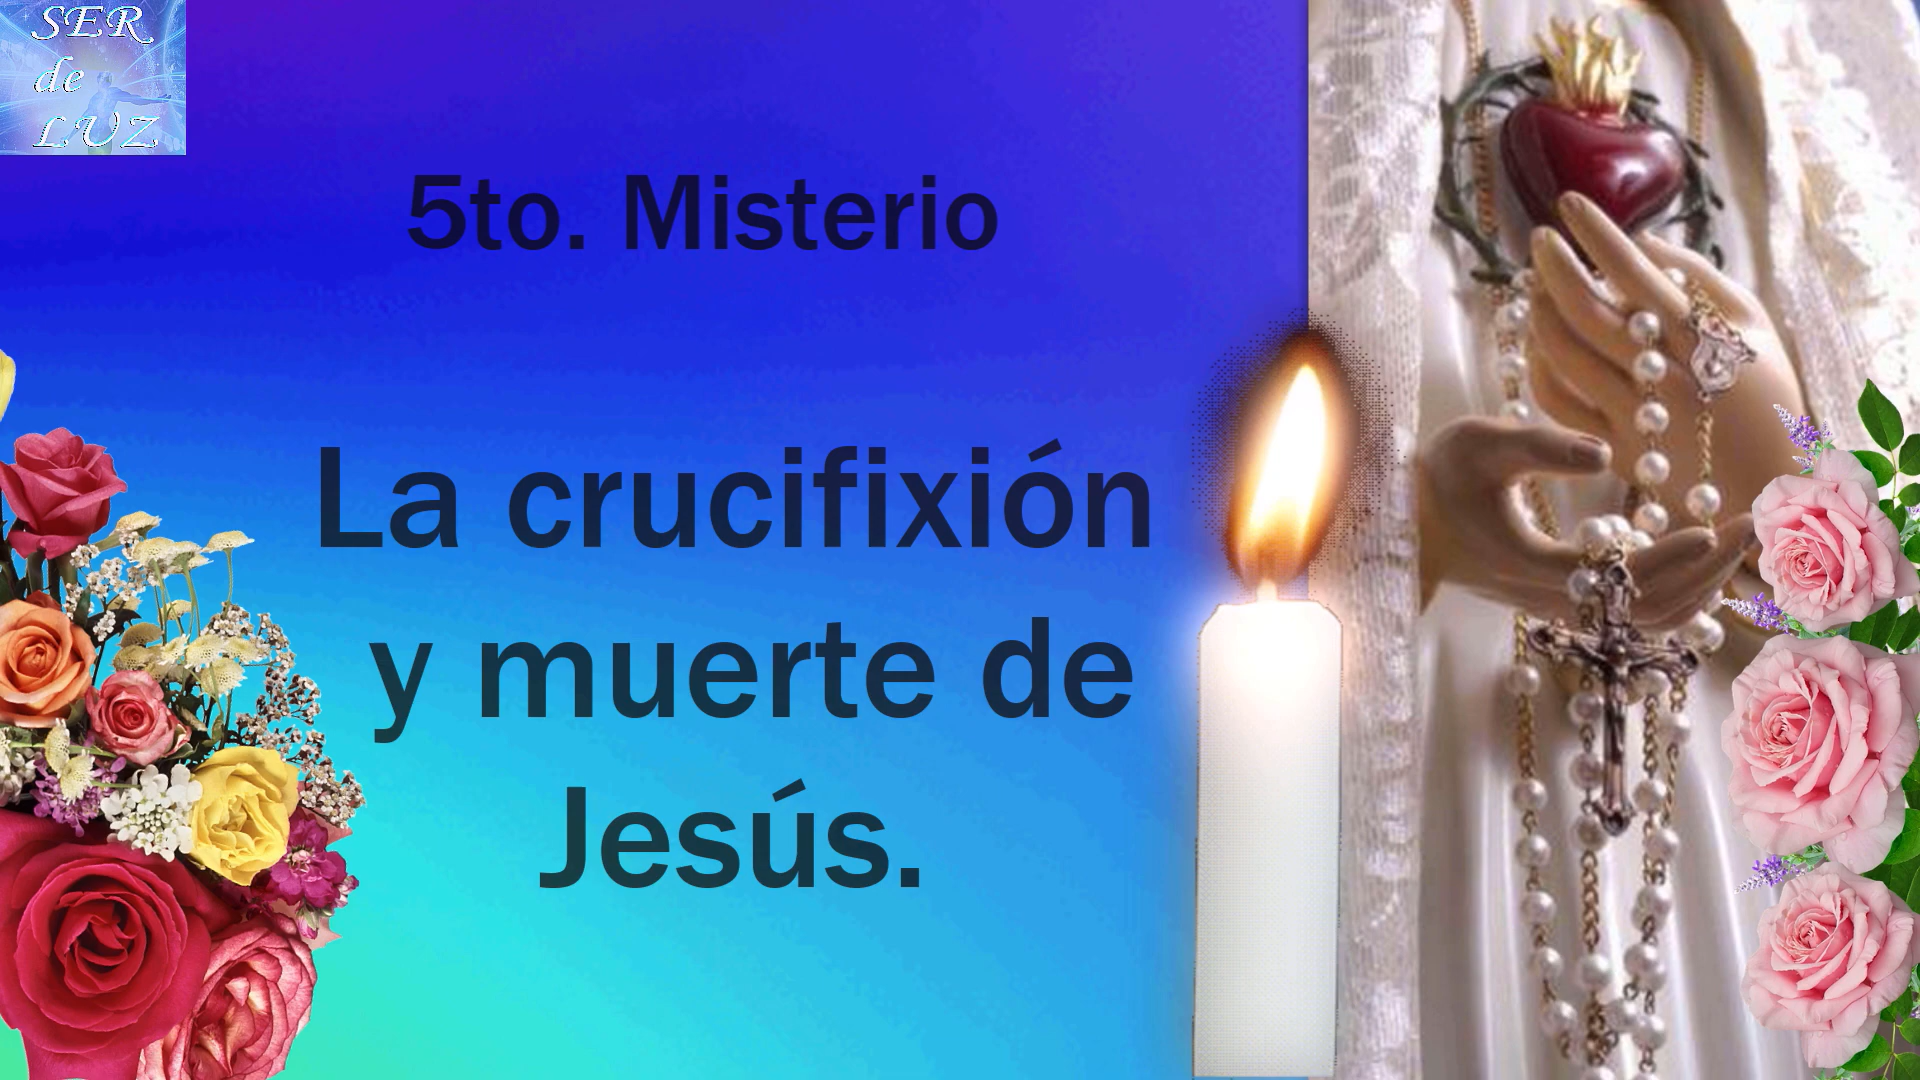 SER
de
LUZ
5to. Misterio
La crucifixión
y muerte de
Jesús.